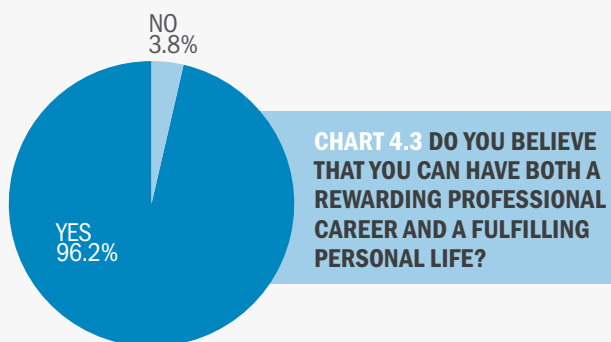 NO
3.8%
YES
96.2%
CHART 4.3 DO YOU BELIEVE
THAT YOU CAN HAVE BOTH A
REWARDING PROFESSIONAL
CAREER AND A FULFILLING
PERSONAL LIFE?